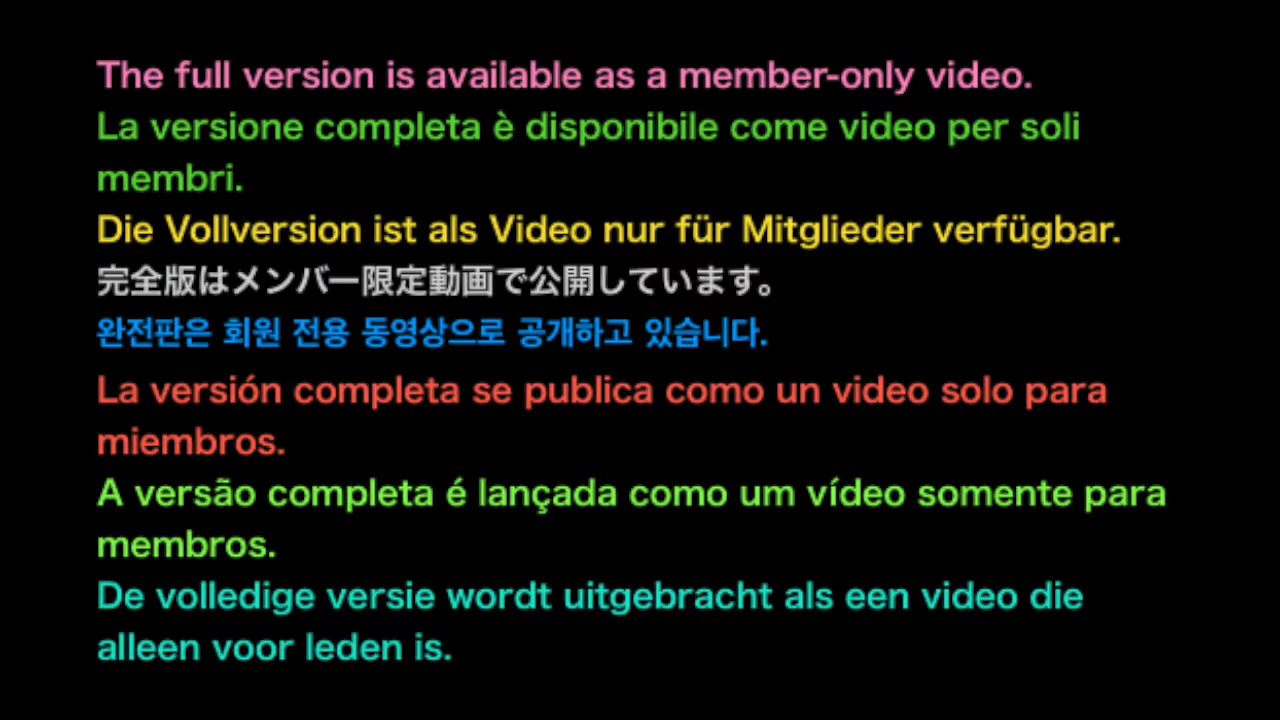 The full version is available as a member-only video.
La versione completa è disponibile come video per soli
membri.
Die Vollversion ist als Video nur für Mitglieder verfügbar.
完全版はメンバー限定動画で公開しています。
완전판은 회원 전용 동영상으로 공개하고 있습니다.
La versión completa se publica como un video solo para
miembros.
A versão completa é lançada como um vídeo somente para
membros.
De volledige versie wordt uitgebracht als een video die
alleen voor leden is.